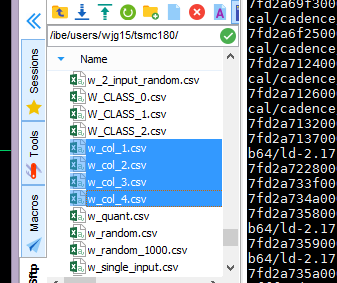 /ibe/users/wjg15/tsmc180/
Name
w_2_input_random.csv
W_CLASS_0.csv
W_CLASS_1.csv
W_CLASS_2.csv
w_col_1.csv
w_col_2.csv
w_col_3.csv
w_col_4.csv
w_quant.csv
w_random.csv
w_random_1000.csv
w_single_input.csv
Sessions
Tools
Macros
Sftp
7fd2a69f3000
cal/cadence
7fd2a6f2500
cal/cadence
7fd2a712400
cal/cadence
7fd2a712600
cal/cadence
7fd2a713200
7fd2a713700
b64/ld-2.17
7fd2a722800
7fd2a733f00
7fd2a734a00
7fd2a735800
b64/ld-2.17
7fd2a735900
b64/ld-2.17
7fd2a735a00